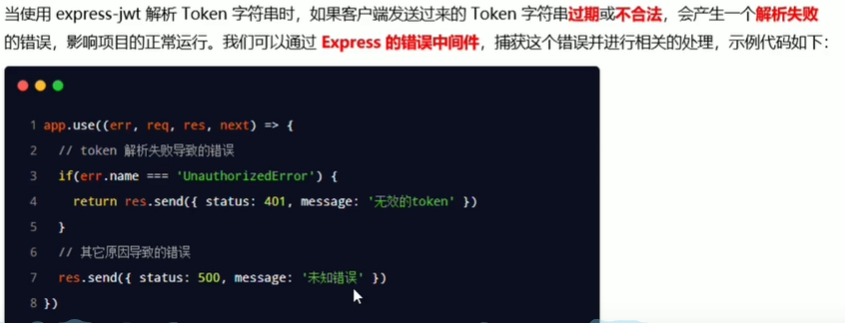 当使用 express-jwt 解析 Token 字符串时，如果客户端发送过来的 Token 字符串过期或不合法，会产生一个解析失败
的错误，影响项目的正常运行。我们可以通过 Express 的错误中间件，捕获这个错误并进行相关的处理，示例代码如下：
1 app.use((err, req, res, next) => {
2 // token 解析失败导致的错误
3 if(err.name === 'UnauthorizedError') {
4 return res.send({ status: 401, message: '无效的token' })
5 }
6 // 其它原因导致的错误
7 res.send({ status: 500, message: '未知错误' })
8 })